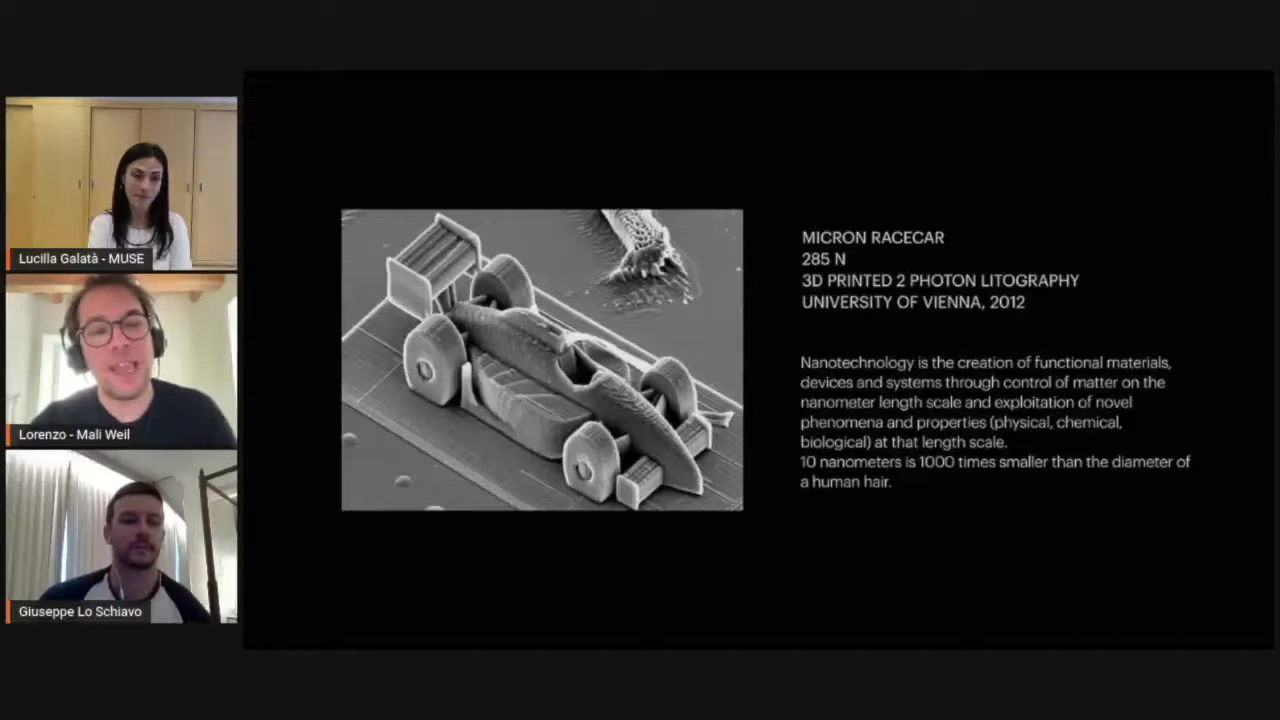 Lucilla Galatà - MUSE
Lorenzo - Mali Weil
Giuseppe Lo Schiavo
MICRON RACECAR
285 N
3D PRINTED 2 PHOTON LITOGRAPHY
UNIVERSITY OF VIENNA, 2012
Nanotechnology is the creation of functional materials,
devices and systems through control of matter on the
nanometer length scale and exploitation of novel
phenomena and properties (physical, chemical,
biological) at that length scale.
10 nanometers is 1000 times smaller than the diameter of
a human hair.